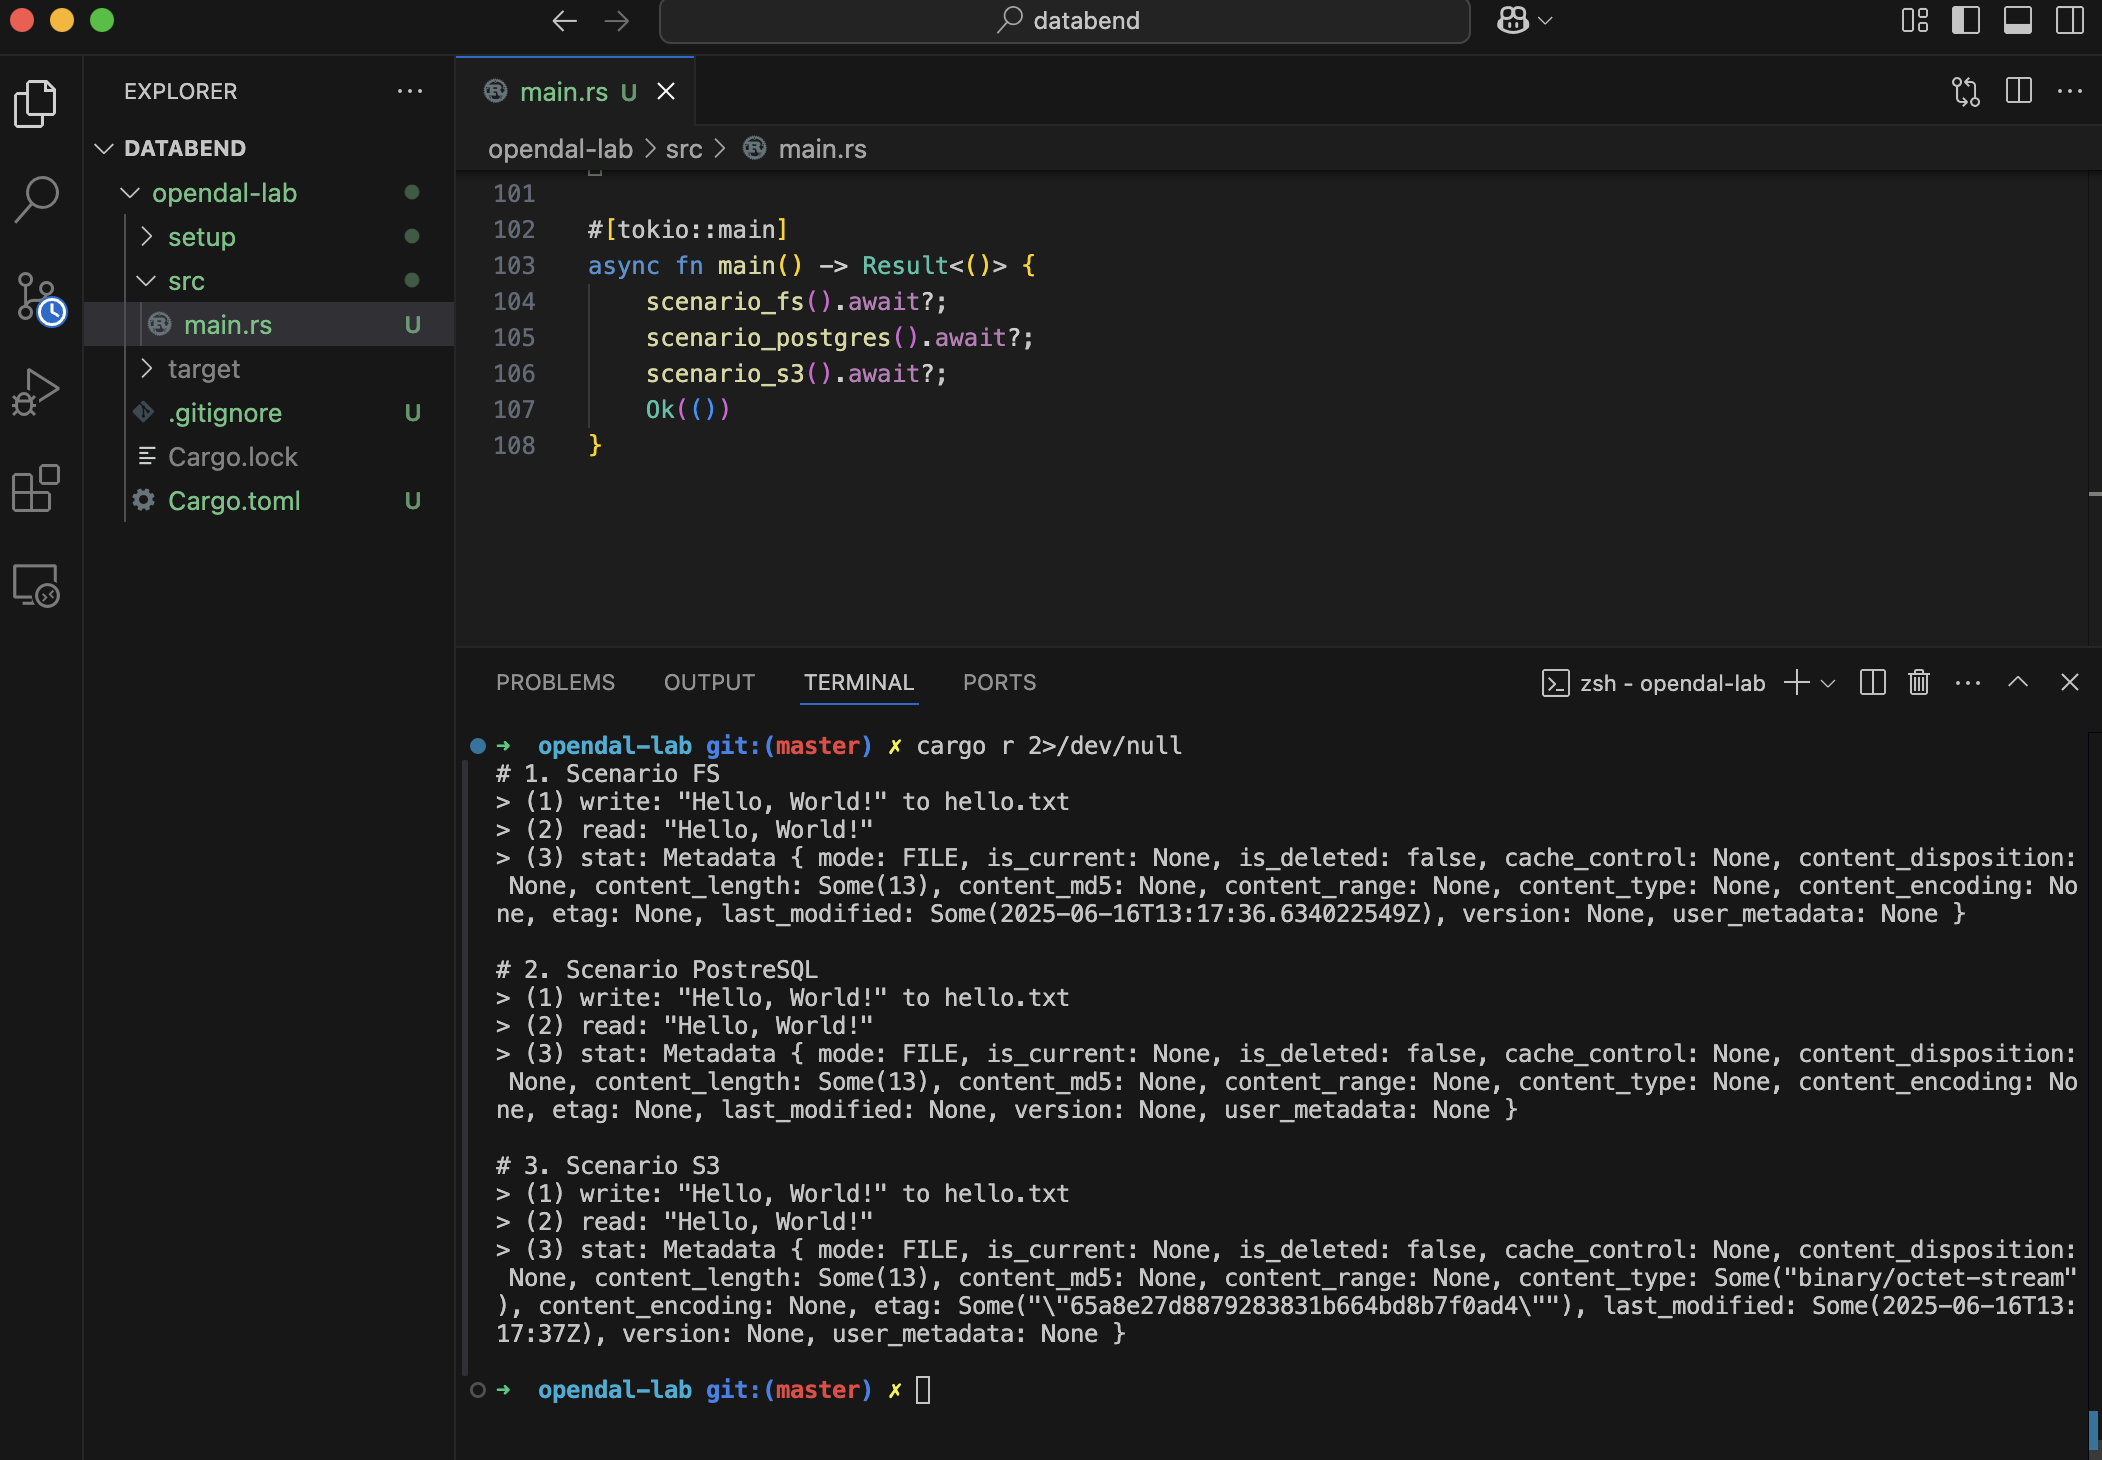 databend
EXPLORER
DATABEND
opendal-lab
setup
src
main.rs U
target
.gitignore U
Cargo.lock
Cargo.toml U
main.rs U
opendal-lab > src > main.rs
101
102 #[tokio::main]
103 async fn main() -> Result<()> {
104 scenario_fs().await?;
105 scenario_postgres().await?;
106 scenario_s3().await?;
107 Ok(())
108 }
PROBLEMS OUTPUT TERMINAL PORTS
zsh - opendal-lab
➜ opendal-lab git:(master) ✗ cargo r 2>/dev/null
# 1. Scenario FS
> (1) write: "Hello, World!" to hello.txt
> (2) read: "Hello, World!"
> (3) stat: Metadata { mode: FILE, is_current: None, is_deleted: false, cache_control: None, content_disposition:
None, content_length: Some(13), content_md5: None, content_range: None, content_type: None, content_encoding: No
ne, etag: None, last_modified: Some(2025-06-16T13:17:36.634022549Z), version: None, user_metadata: None }
# 2. Scenario PostreSQL
> (1) write: "Hello, World!" to hello.txt
> (2) read: "Hello, World!"
> (3) stat: Metadata { mode: FILE, is_current: None, is_deleted: false, cache_control: None, content_disposition:
None, content_length: Some(13), content_md5: None, content_range: None, content_type: None, content_encoding: No
ne, etag: None, last_modified: None, version: None, user_metadata: None }
# 3. Scenario S3
> (1) write: "Hello, World!" to hello.txt
> (2) read: "Hello, World!"
> (3) stat: Metadata { mode: FILE, is_current: None, is_deleted: false, cache_control: None, content_disposition:
None, content_length: Some(13), content_md5: None, content_range: None, content_type: Some("binary/octet-stream"
), content_encoding: None, etag: Some("\"65a8e27d8879283831b664bd8b7f0ad4\""), last_modified: Some(2025-06-16T13:
17:37Z), version: None, user_metadata: None }
➜ opendal-lab git:(master) ✗